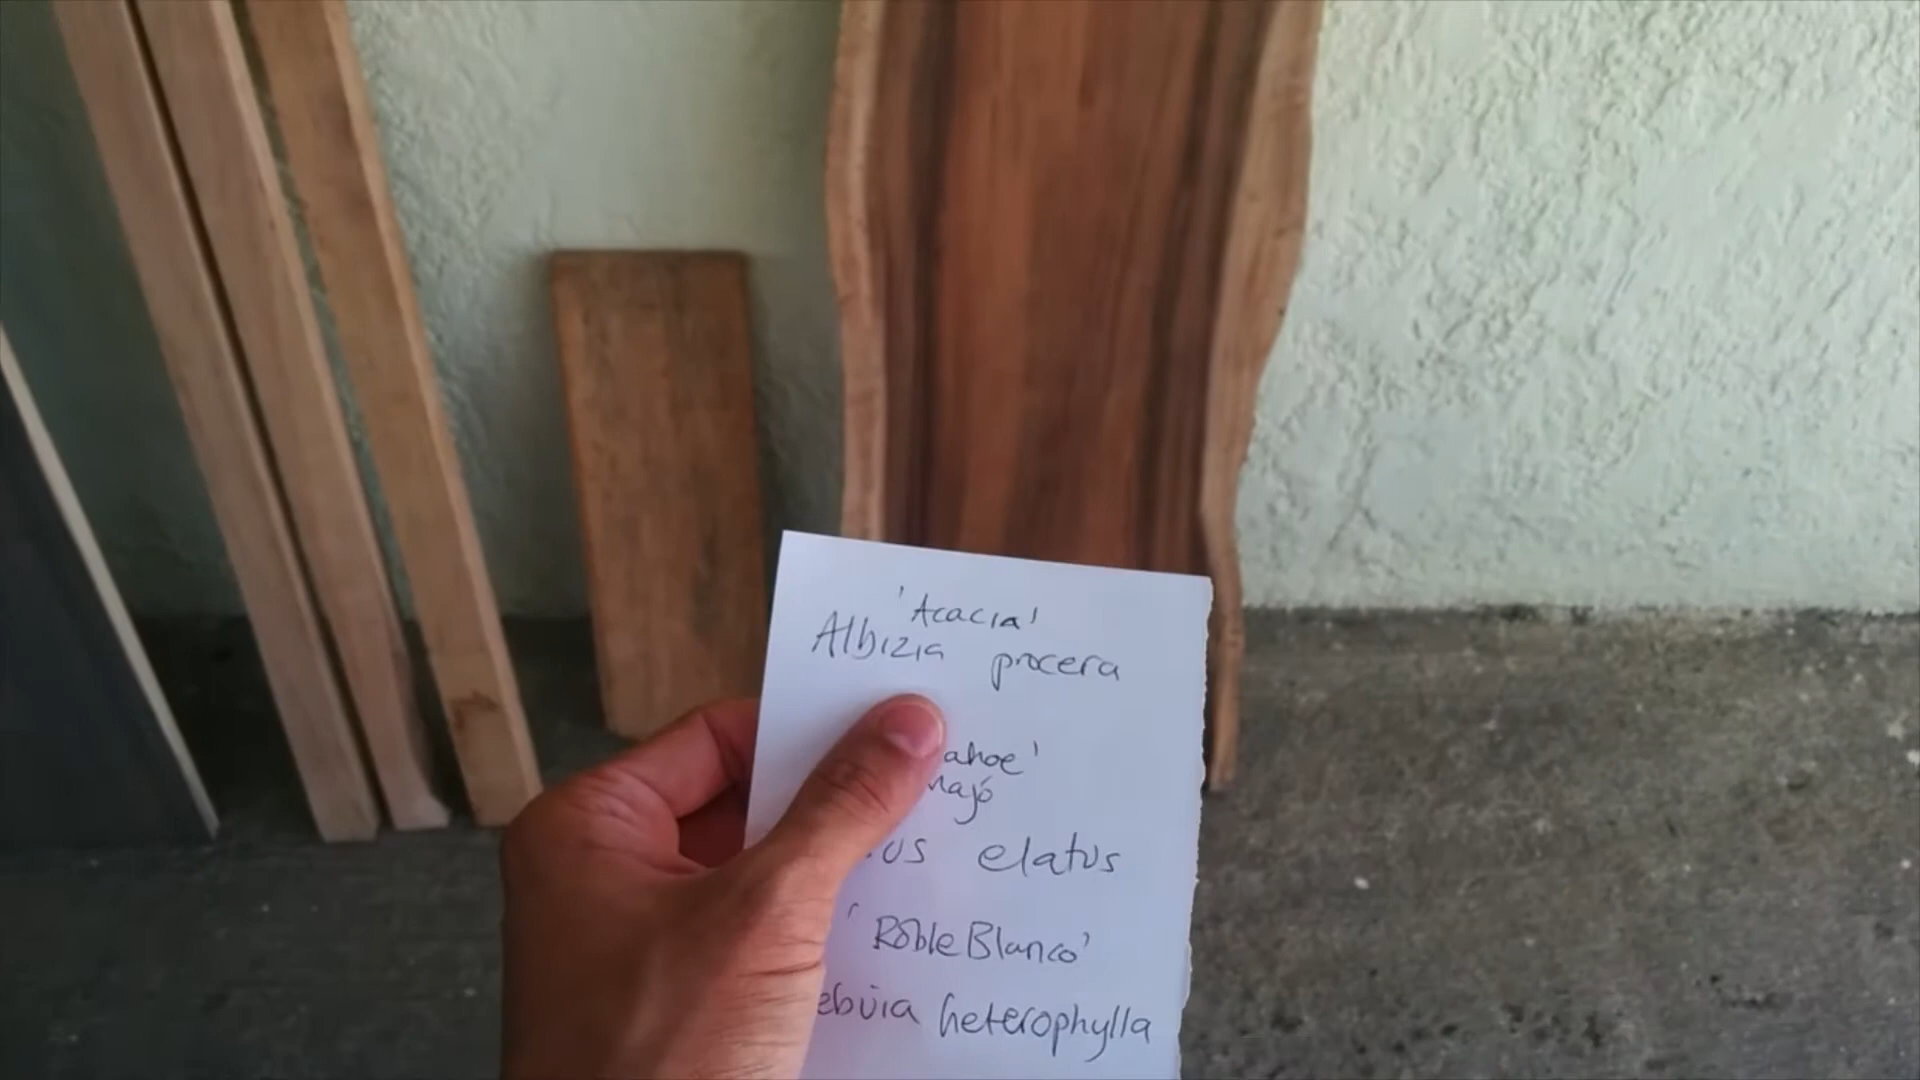 'Acacia'
Albizia procera
ahoe'
majó
us elatus
'Roble Blanco'
ebuia heterophylla